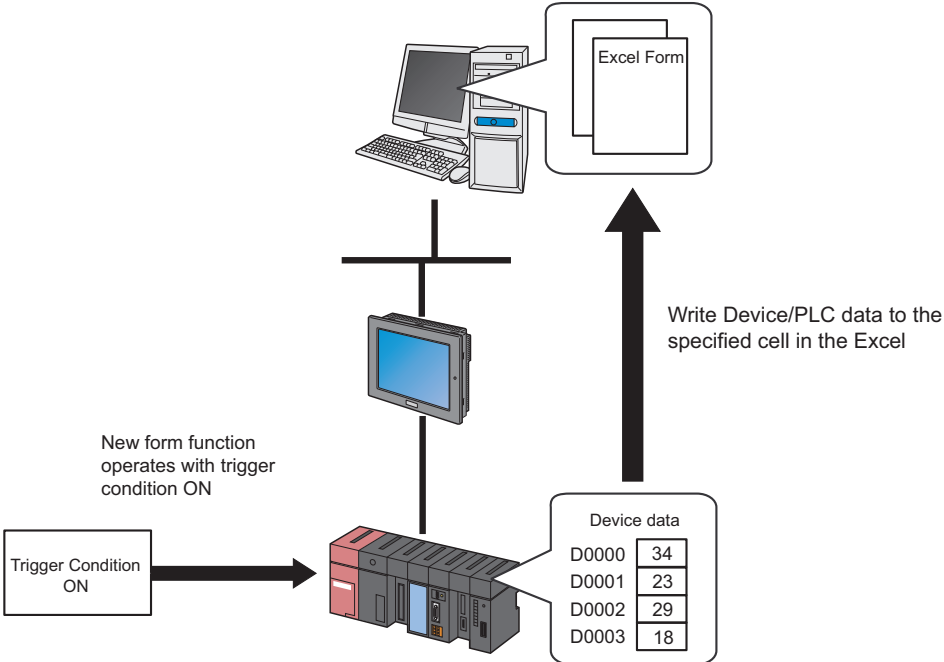 Excel Form
Write Device/PLC data to the
specified cell in the Excel
New form function
operates with trigger
condition ON
Trigger Condition
ON
Device data
D0000 34
D0001 23
D0002 29
D0003 18